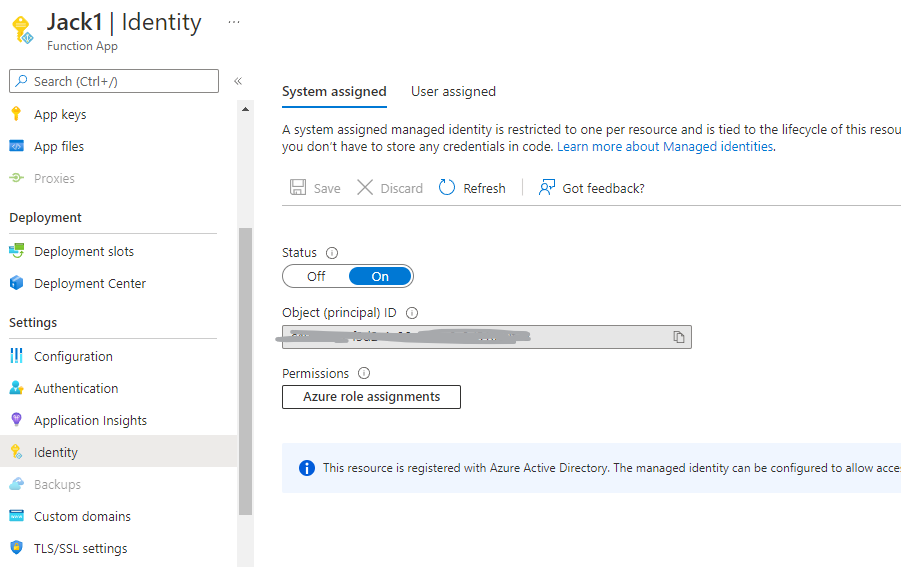 Jack1 | Identity ...
Function App
Search (Ctrl+/)
«
App keys
App files
Proxies
Deployment
Deployment slots
Deployment Center
Settings
Configuration
Authentication
Application Insights
Identity
Backups
Custom domains
TLS/SSL settings
System assigned User assigned
A system assigned managed identity is restricted to one per resource and is tied to the lifecycle of this resou
you don't have to store any credentials in code. Learn more about Managed identities.
Save Discard Refresh Got feedback?
Status
Off On
Object (principal) ID
Permissions
Azure role assignments
This resource is registered with Azure Active Directory. The managed identity can be configured to allow acce